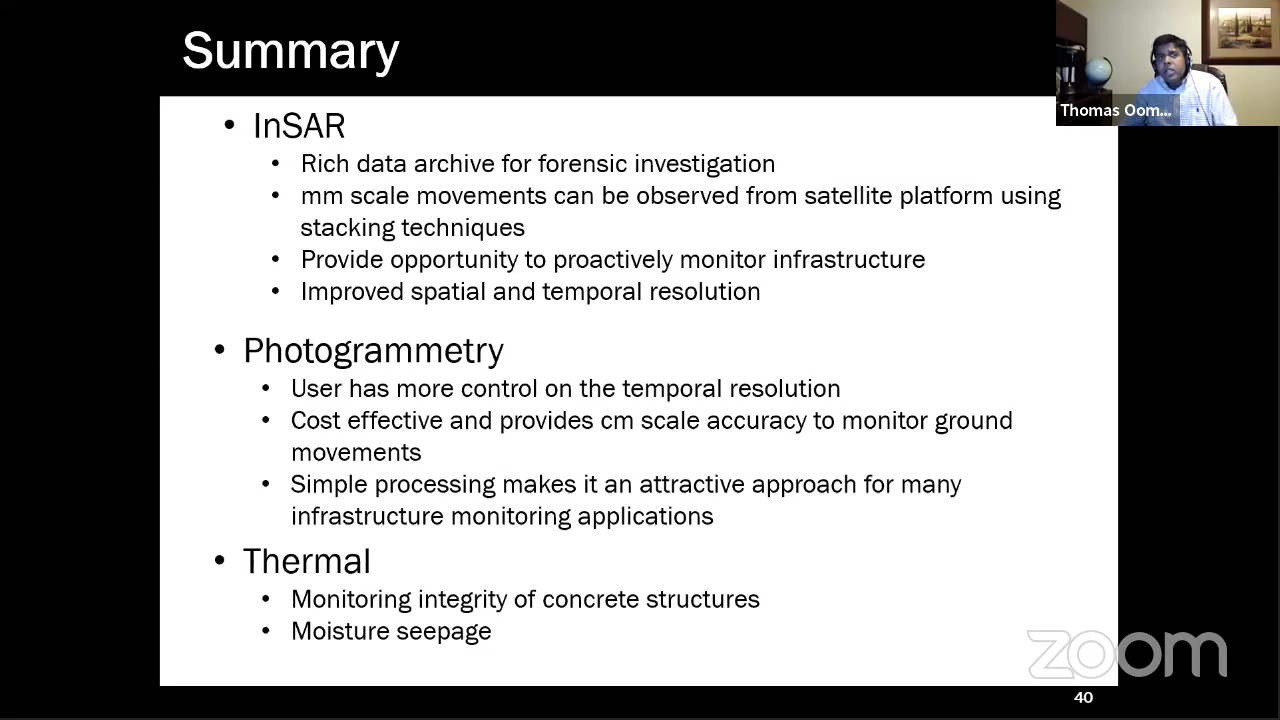 Summary
Thomas Oom...
• InSAR
• Rich data archive for forensic investigation
• mm scale movements can be observed from satellite platform using
stacking techniques
• Provide opportunity to proactively monitor infrastructure
• Improved spatial and temporal resolution
• Photogrammetry
• User has more control on the temporal resolution
• Cost effective and provides cm scale accuracy to monitor ground
movements
• Simple processing makes it an attractive approach for many
infrastructure monitoring applications
• Thermal
• Monitoring integrity of concrete structures
• Moisture seepage
zoom
40